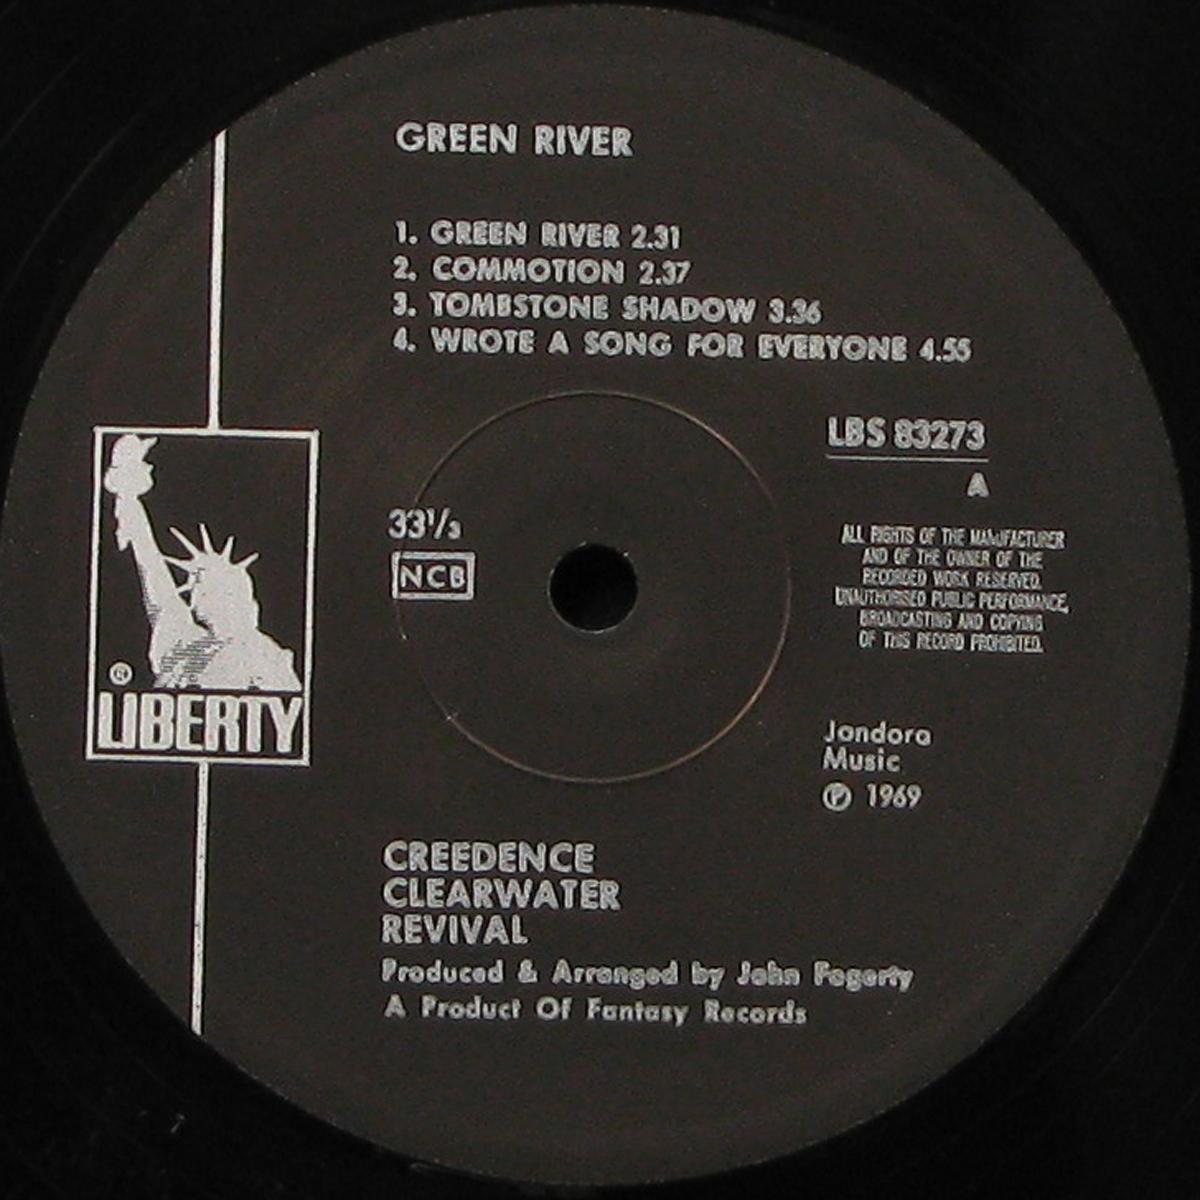 GREEN RIVER
1. GREEN RIVER 2.31
2. COMMOTION 2.37
3. TOMBSTONE SHADOW 3.36
4. WROTE A SONG FOR EVERYONE 4.55
LBS 83273
A
33⅓
NCB
ALL RIGHTS OF THE MANUFACTURER
AND OF THE OWNER OF THE
RECORDED WORK RESERVED.
UNAUTHORISED PUBLIC PERFORMANCE,
BROADCASTING AND COPYING
OF THIS RECORD PROHIBITED.
® LIBERTY
Jondora
Music
℗ 1969
CREEDENCE
CLEARWATER
REVIVAL
Produced & Arranged by John Fogerty
A Product Of Fantasy Records